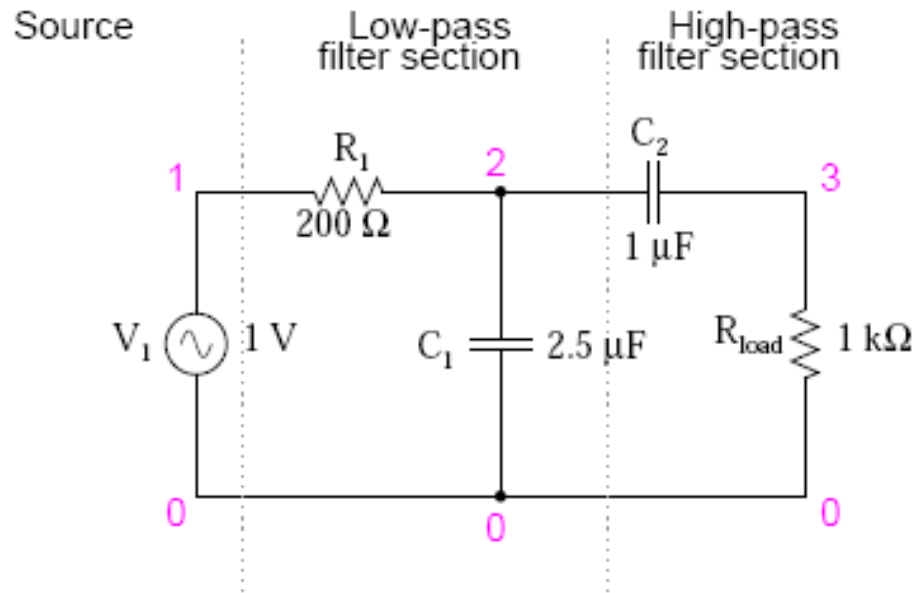 Source
Low-pass
filter section
High-pass
filter section
C₂
R₁
1
2
3
200 Ω
1 μF
V₁
1 V
C₁
2.5 μF
Rload
1 kΩ
0
0
0